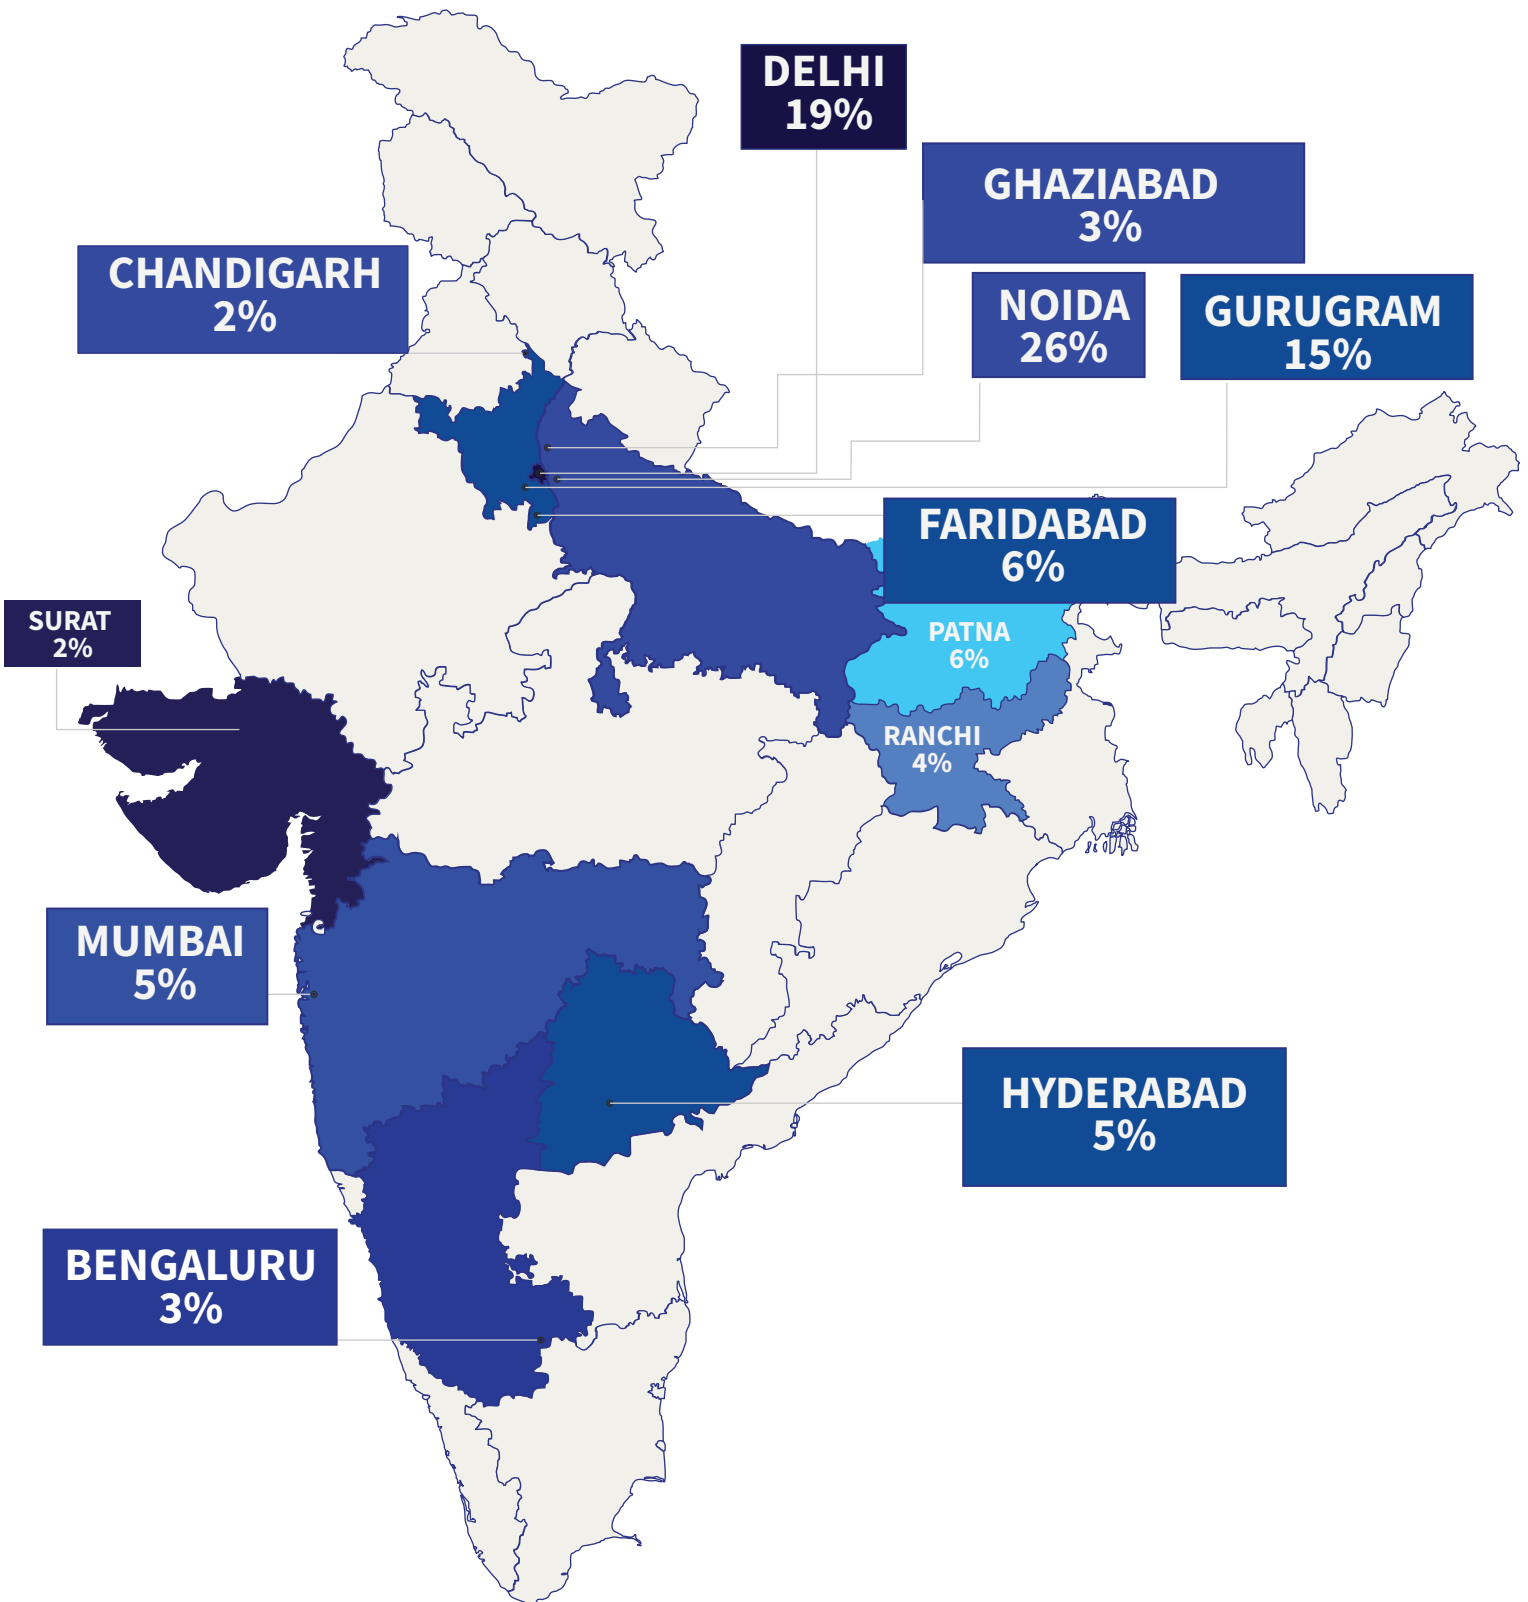 DELHI
19%
GHAZIABAD
3%
CHANDIGARH
2%
NOIDA
26%
GURUGRAM
15%
FARIDABAD
6%
SURAT
2%
PATNA
6%
RANCHI
4%
MUMBAI
5%
HYDERABAD
5%
BENGALURU
3%